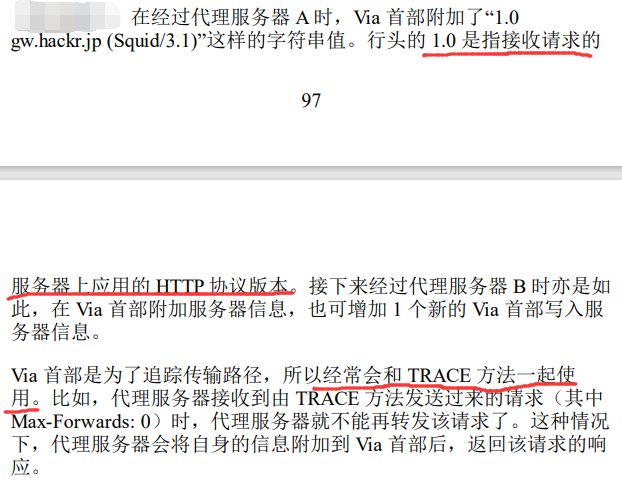 在经过代理服务器 A 时，Via 首部附加了“1.0
gw.hackr.jp (Squid/3.1)”这样的字符串值。行头的 1.0 是指接收请求的
97
服务器上应用的 HTTP 协议版本。接下来经过代理服务器 B 时亦是如
此，在 Via 首部附加服务器信息，也可增加 1 个新的 Via 首部写入服
务器信息。
Via 首部是为了追踪传输路径，所以经常会和 TRACE 方法一起使
用。比如，代理服务器接收到由 TRACE 方法发送过来的请求（其中
Max-Forwards: 0）时，代理服务器就不能再转发该请求了。这种情况
下，代理服务器会将自身的信息附加到 Via 首部后，返回该请求的响
应。